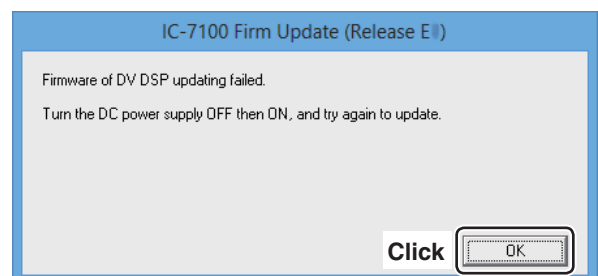 IC-7100 Firm Update (Release E)
Firmware of DV DSP updating failed.
Turn the DC power supply OFF then ON, and try again to update.
Click OK